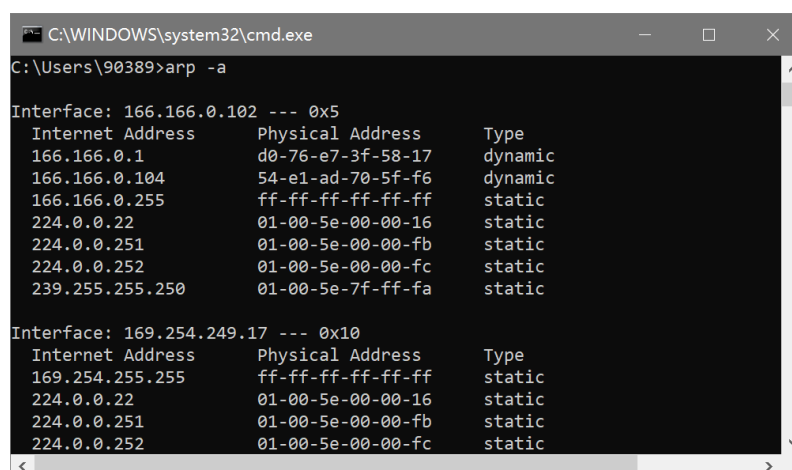 C:\WINDOWS\system32\cmd.exe
C:\Users\90389>arp -a
Interface: 166.166.0.102 --- 0x5
Internet Address Physical Address Type
166.166.0.1 d0-76-e7-3f-58-17 dynamic
166.166.0.104 54-e1-ad-70-5f-f6 dynamic
166.166.0.255 ff-ff-ff-ff-ff-ff static
224.0.0.22 01-00-5e-00-00-16 static
224.0.0.251 01-00-5e-00-00-fb static
224.0.0.252 01-00-5e-00-00-fc static
239.255.255.250 01-00-5e-7f-ff-fa static
Interface: 169.254.249.17 --- 0x10
Internet Address Physical Address Type
169.254.255.255 ff-ff-ff-ff-ff-ff static
224.0.0.22 01-00-5e-00-00-16 static
224.0.0.251 01-00-5e-00-00-fb static
224.0.0.252 01-00-5e-00-00-fc static